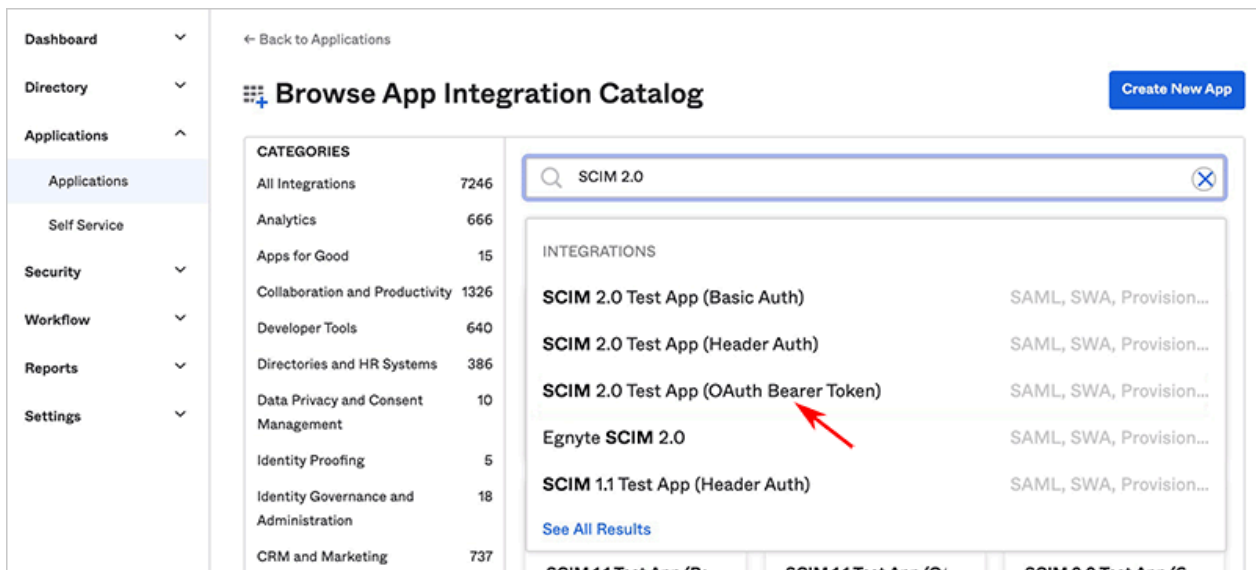 Dashboard
Directory
Applications
Applications
Self Service
Security
Workflow
Reports
Settings
← Back to Applications
Browse App Integration Catalog
Create New App
CATEGORIES
All Integrations 7246
Analytics 666
Apps for Good 15
Collaboration and Productivity 1326
Developer Tools 640
Directories and HR Systems 386
Data Privacy and Consent 10
Management
Identity Proofing 5
Identity Governance and 18
Administration
CRM and Marketing 737
SCIM 2.0
INTEGRATIONS
SCIM 2.0 Test App (Basic Auth) SAML, SWA, Provision...
SCIM 2.0 Test App (Header Auth) SAML, SWA, Provision...
SCIM 2.0 Test App (OAuth Bearer Token) SAML, SWA, Provision...
Egnyte SCIM 2.0 SAML, SWA, Provision...
SCIM 1.1 Test App (Header Auth) SAML, SWA, Provision...
See All Results